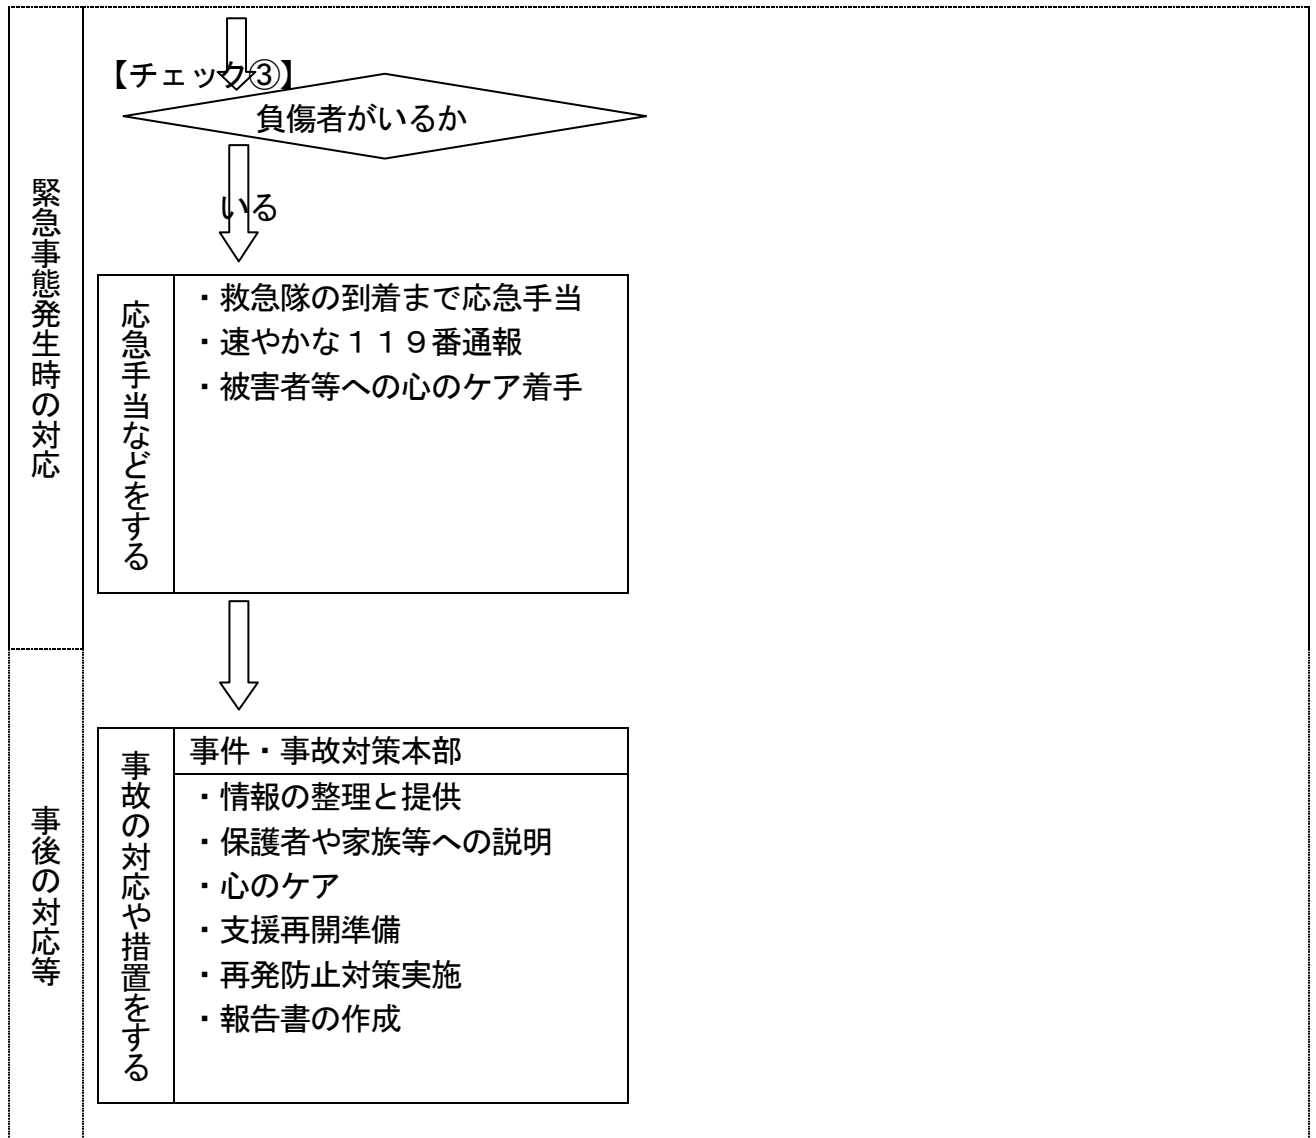 緊急事態発生時の対応
【チェック③】
負傷者がいるか
いる
応急手当などをする
・救急隊の到着まで応急手当
・速やかな１１９番通報
・被害者等への心のケア着手
事後の対応等
事故の対応や措置をする
事件・事故対策本部
・情報の整理と提供
・保護者や家族等への説明
・心のケア
・支援再開準備
・再発防止対策実施
・報告書の作成